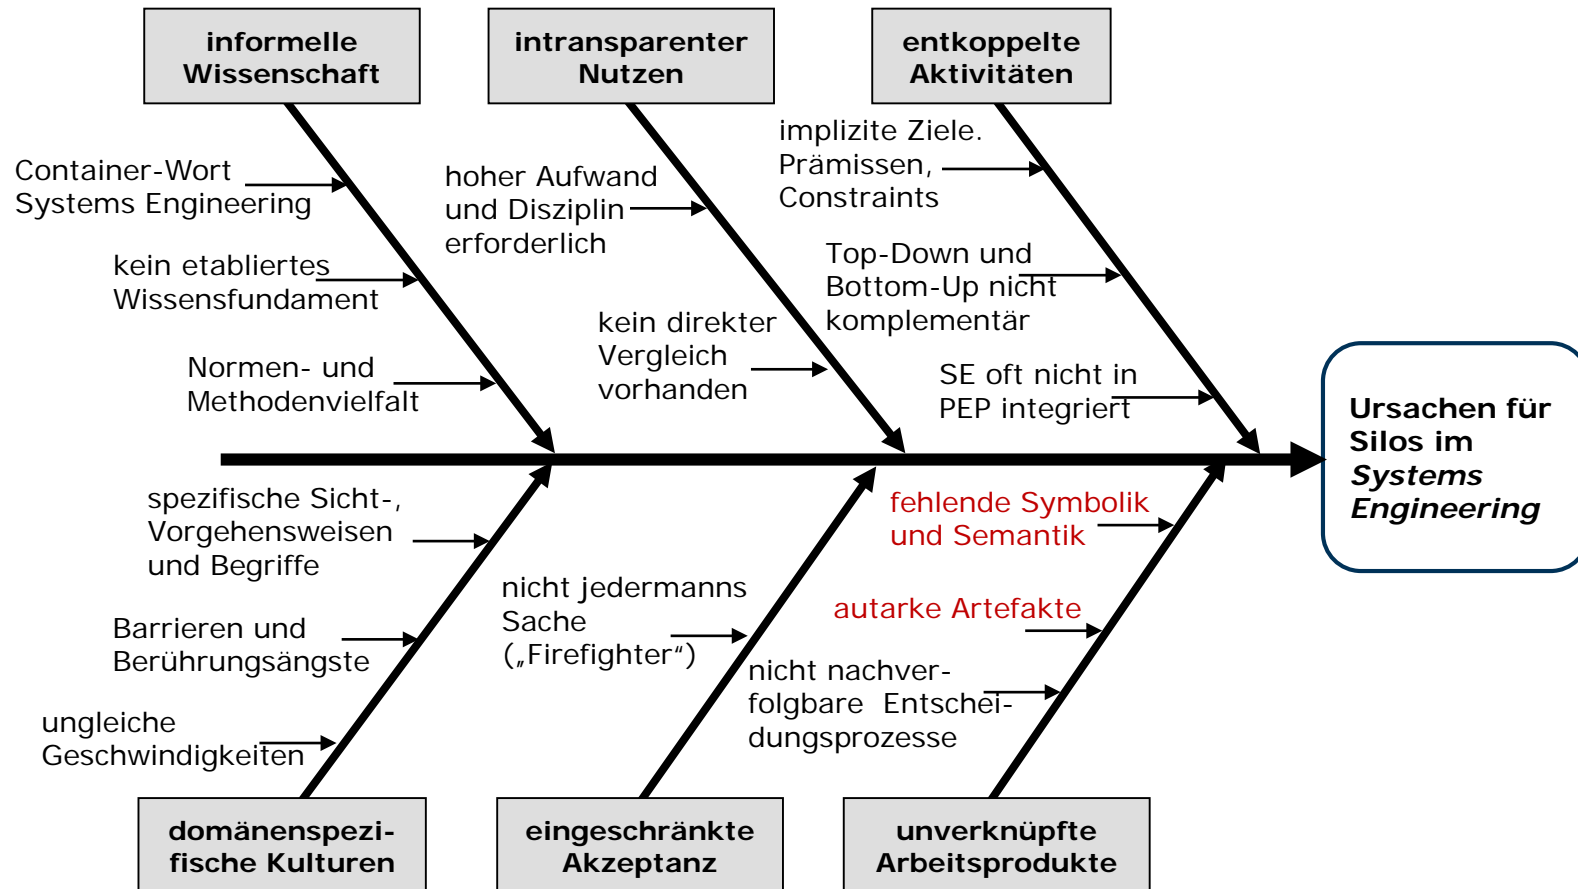 informelle
Wissenschaft
intransparenter
Nutzen
entkoppelte
Aktivitäten
Container-Wort
Systems Engineering
kein etabliertes
Wissensfundament
Normen- und
Methodenvielfalt
hoher Aufwand
und Disziplin
erforderlich
kein direkter
Vergleich
vorhanden
implizite Ziele.
Prämissen,
Constraints
Top-Down und
Bottom-Up nicht
komplementär
SE oft nicht in
PEP integriert
Ursachen für
Silos im
Systems
Engineering
spezifische Sicht-,
Vorgehensweisen
und Begriffe
Barrieren und
Berührungsängste
ungleiche
Geschwindigkeiten
nicht jedermanns
Sache
(„Firefighter“)
fehlende Symbolik
und Semantik
autarke Artefakte
nicht nachver-
folgbare Entschei-
dungsprozesse
domänenspezi-
fische Kulturen
eingeschränkte
Akzeptanz
unverknüpfte
Arbeitsprodukte